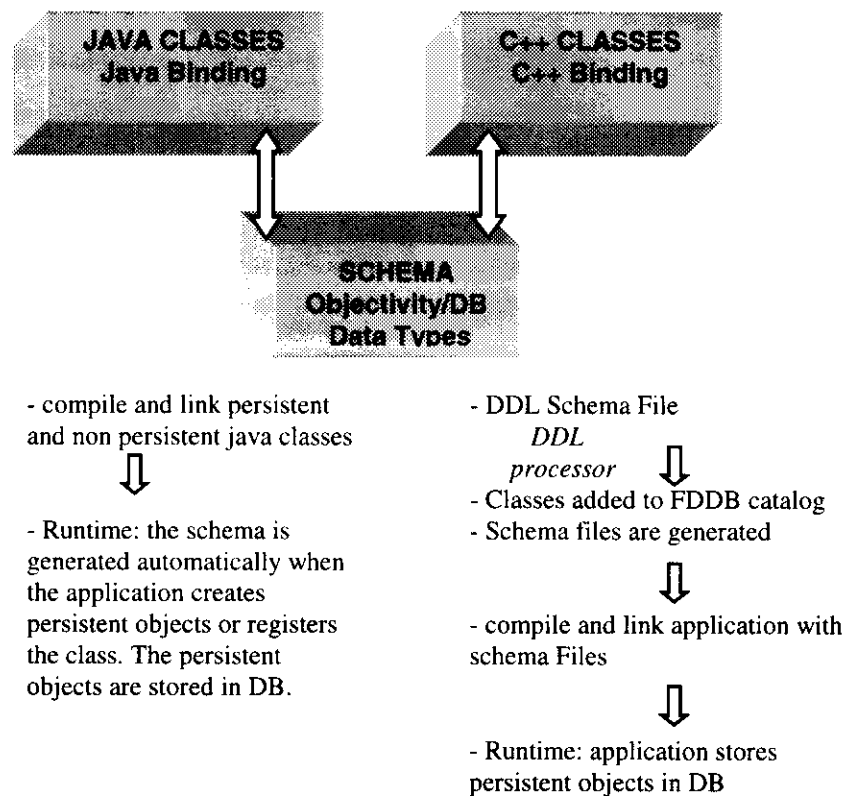 JAVA CLASSES
Java Binding
C++ CLASSES
C++ Binding
SCHEMA
Objectivity/DB
Data Types
- compile and link persistent
and non persistent java classes
- Runtime: the schema is
generated automatically when
the application creates
persistent objects or registers
the class. The persistent
objects are stored in DB.
- DDL Schema File
DDL
processor
- Classes added to FDDB catalog
- Schema files are generated
- compile and link application with
schema Files
- Runtime: application stores
persistent objects in DB